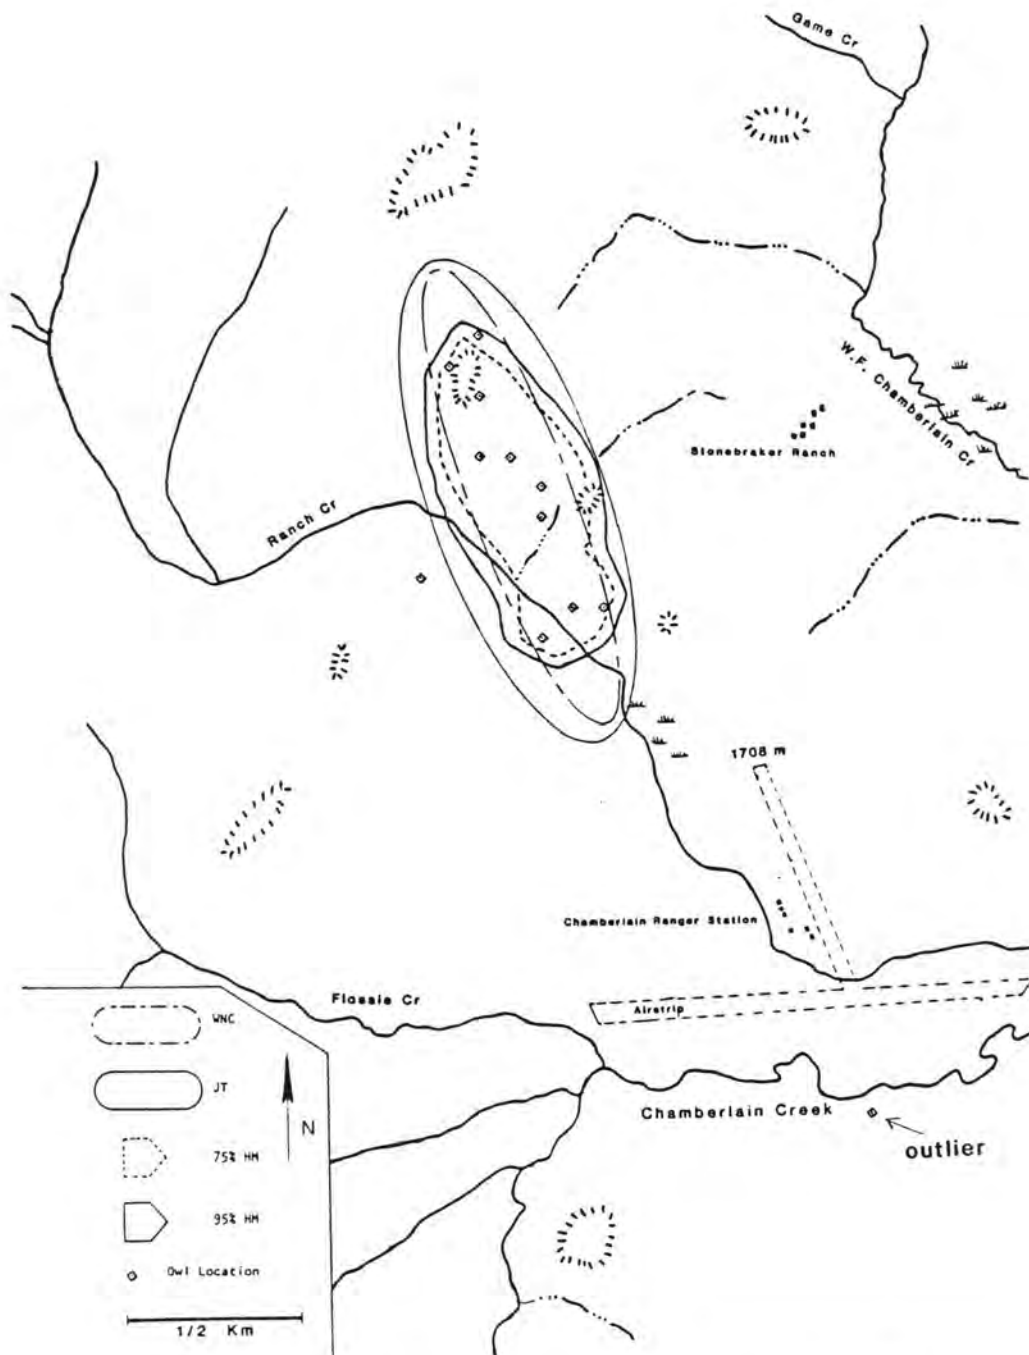 Game Cr
W.F. Chamberlain Cr
Stonebraker Ranch
Ranch Cr
1708 m
Chamberlain Ranger Station
Flossie Cr
Airstrip
Chamberlain Creek
outlier
WNC
JT
N
75% HM
95% HM
Owl Location
1/2 Km